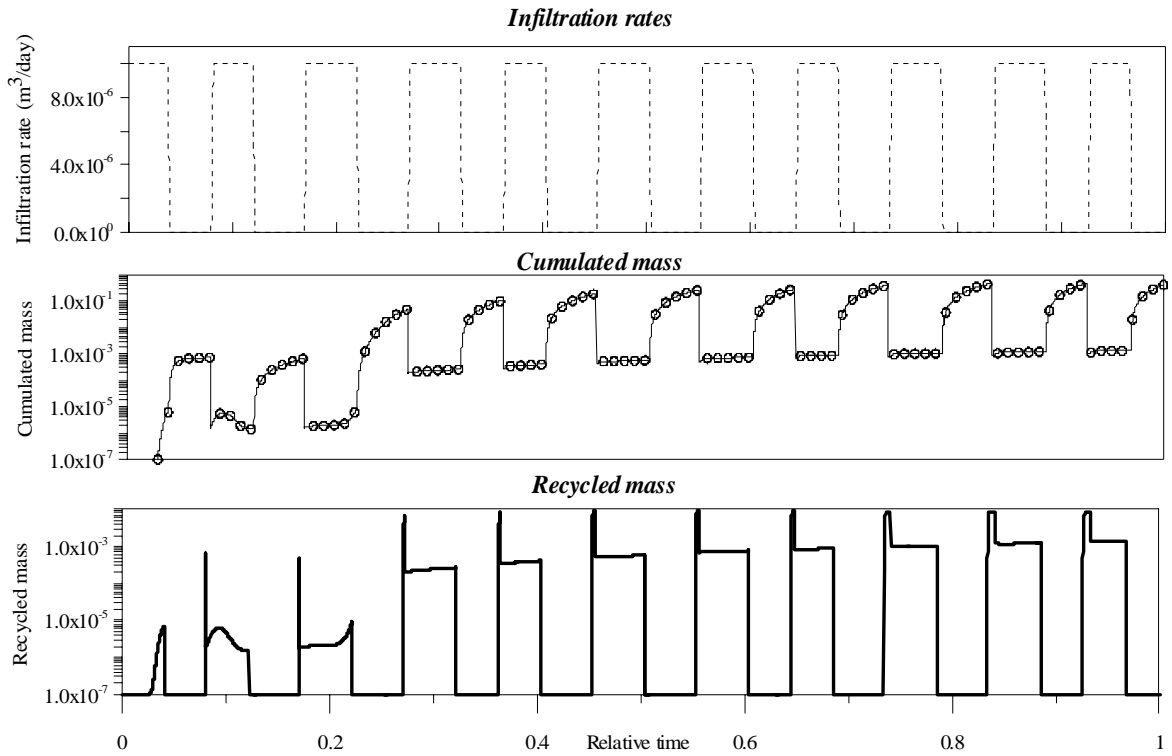 Infiltration rates
Infiltration rate (m³/day)
8.0x10⁻⁶
4.0x10⁻⁶
0.0x10⁰
Cumulated mass
Cumulated mass
1.0x10⁻¹
1.0x10⁻³
1.0x10⁻⁵
1.0x10⁻⁷
Recycled mass
Recycled mass
1.0x10⁻³
1.0x10⁻⁵
1.0x10⁻⁷
0 0.2 0.4 Relative time 0.6 0.8 1